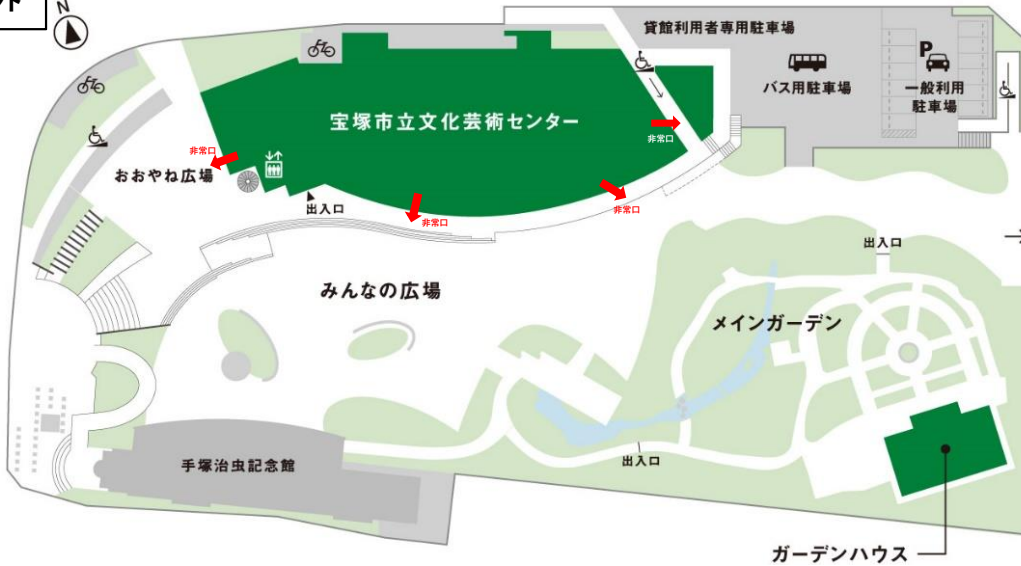 N
貸館利用者専用駐車場
バス用駐車場
P
一般利用
駐車場
宝塚市立文化芸術センター
非常口
非常口
おおやね広場
出入口
非常口
非常口
出入口
みんなの広場
メインガーデン
手塚治虫記念館
出入口
ガーデンハウス